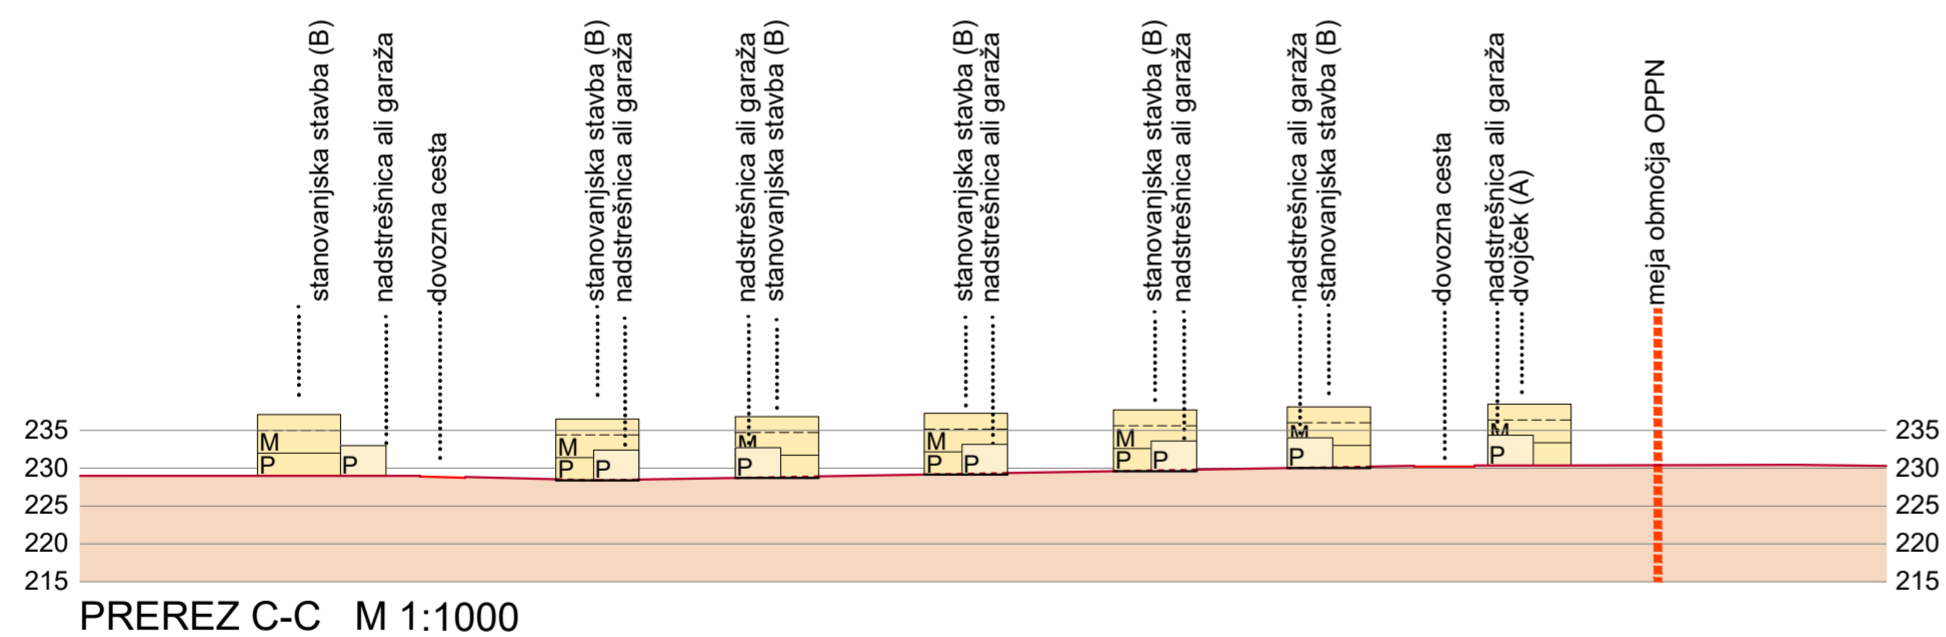 stanovanjska stavba (B)
nadstrešnica ali garaža
dovozna cesta
stanovanjska stavba (B)
nadstrešnica ali garaža
nadstrešnica ali garaža
stanovanjska stavba (B)
stanovanjska stavba (B)
nadstrešnica ali garaža
stanovanjska stavba (B)
nadstrešnica ali garaža
nadstrešnica ali garaža
stanovanjska stavba (B)
dovozna cesta
nadstrešnica ali garaža
dvojček (A)
meja območja OPPN
M
P
P
M
P
P
M
P
M
P
P
M
P
P
M
P
M
P
235
230
225
220
215
235
230
225
220
215
PREREZ C-C M 1:1000